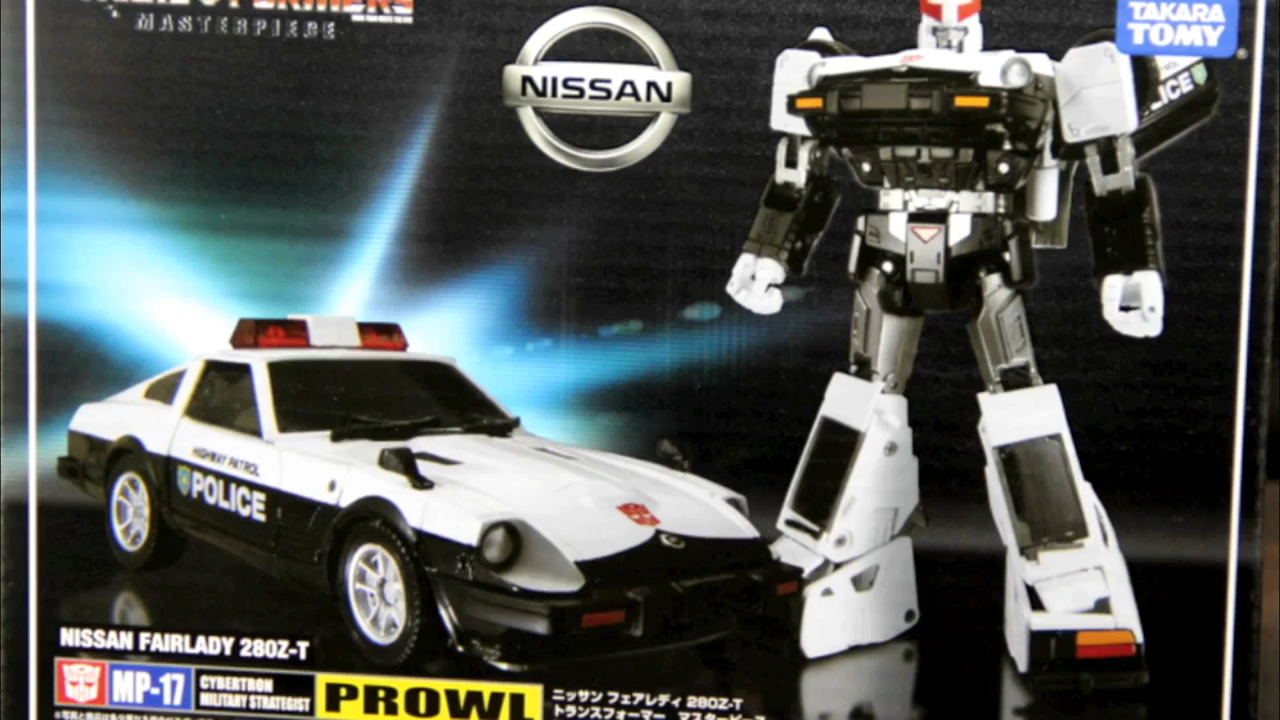 MASTERPIECE
NISSAN
TAKARA
TOMY
HIGHWAY PATROL
POLICE
NISSAN FAIRLADY 280Z-T
MP-17
CYBERTRON
MILITARY STRATEGIST
PROWL
ニッサン フェアレディ 280Z-T
トランスフォーマー マスターピース